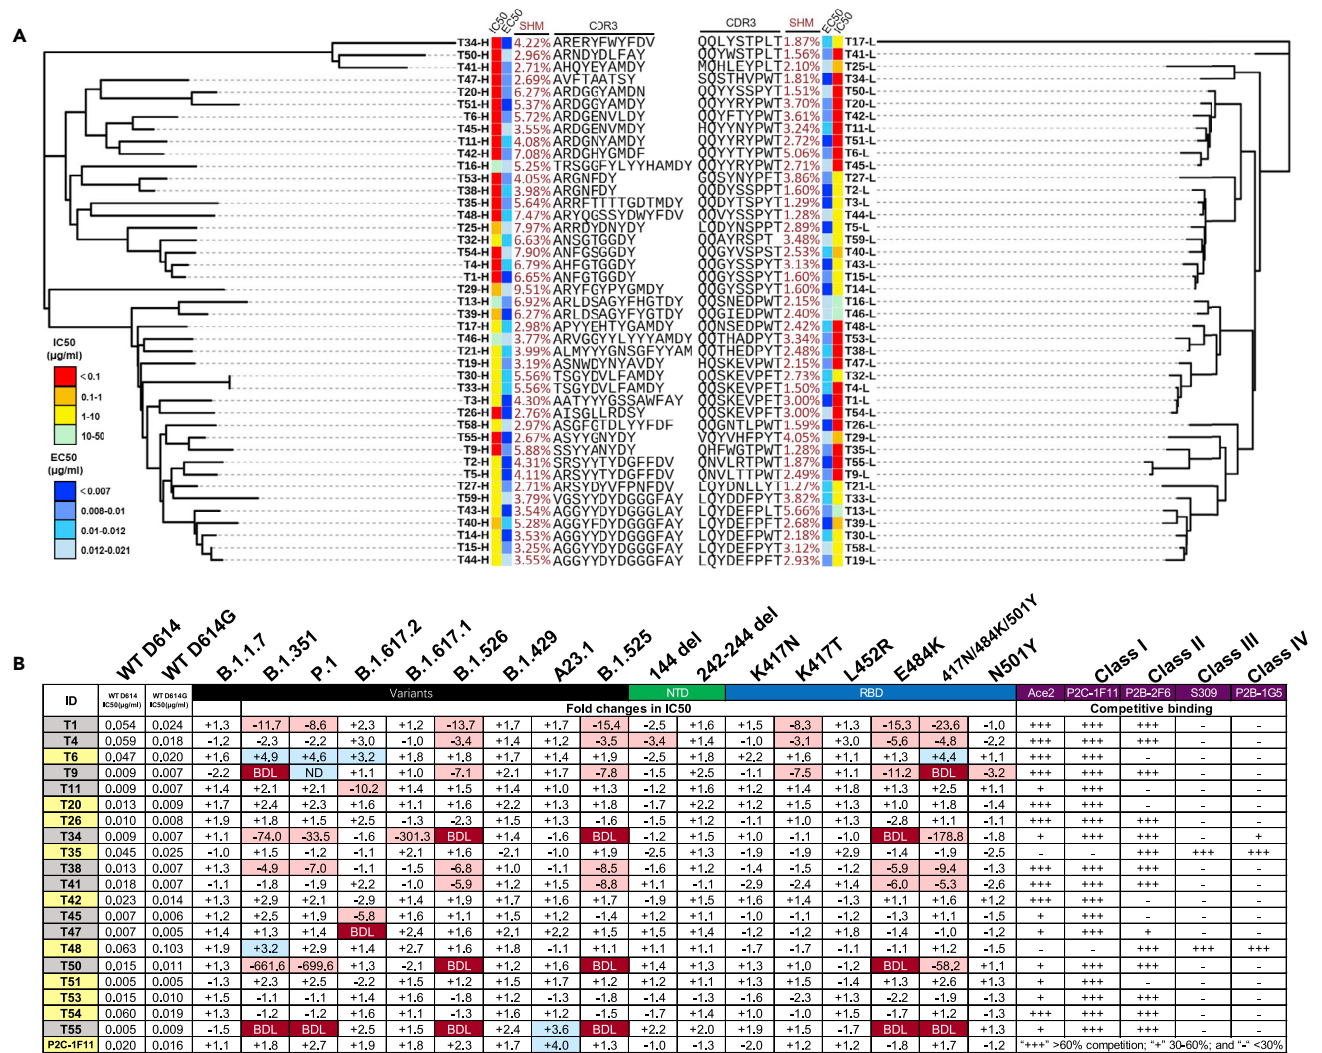 A
IC50 EC50 SHM CDR3 CDR3 SHM EC50 IC50
T34-H 4.22% ARERYFWYFDV QQLYSTPLT 1.87% T17-L
T50-H 2.96% ARNDYDLFAY QQYWSTPLT 1.56% T41-L
T41-H 2.71% AHQYEYAMDY MQHLEYPLT 2.10% T25-L
T47-H 2.69% AVFTAATSY SQSTHVPWT 1.81% T34-L
T20-H 6.27% ARDGGYAMDN QQYYSSPYT 1.51% T50-L
T51-H 5.37% ARDGNYAMDY QQYYRYPWT 3.70% T20-L
T6-H 5.72% ARDGENVLDY QQYFTYPWT 3.61% T42-L
T45-H 3.55% ARDGENVMDY HQYYNYPWT 3.24% T11-L
T11-H 4.08% ARDGNYAMDY QQYYRYPWT 2.72% T51-L
T42-H 7.08% ARDGHYGMDF QQYYTYPWT 5.06% T6-L
T16-H 5.25% TRSGGFYLYYHAMDY QQYYRYPWT 2.71% T45-L
T53-H 4.05% ARGNFDY GQSYNYPFT 3.86% T27-L
T38-H 3.98% ARGNFDY QQDYSSPPT 1.60% T2-L
T35-H 5.64% ARRFTTTTGDTMDY QQDYTSPYT 1.29% T3-L
T48-H 7.47% ARYQGSSYDWYFDV QQVYSSPYT 1.28% T44-L
T25-H 7.97% ARRDYDNYDY QQDYNSPLT 2.89% T5-L
T32-H 6.63% ANSGTGGDY QQAYRSPT 3.48% T59-L
T54-H 7.90% ANFGSGGDY QQGYVSPST 2.53% T40-L
T4-H 6.79% AHFGTGGDY QQGYSSPYT 3.13% T43-L
T1-H 6.65% ANFGTGGDY QQGYSSPYT 1.60% T15-L
T29-H 9.51% ARYFGYPYGMDY QQGYSSPYT 1.60% T14-L
T13-H 6.92% ARLDSAGYFHGTDY QQSNEDPWT 2.15% T16-L
T39-H 6.27% ARLDSAGYFYGTDY QQGIEDPWT 2.40% T46-L
T17-H 2.98% APYYEHTYGAMDY QQNSEDPWT 2.42% T48-L
T46-H 3.77% ARVGGYYLYYYAMDY QQTHADPYT 3.34% T53-L
T21-H 3.99% ALMYYYGNSGFYYAM QQTHEDPYT 2.48% T38-L
T19-H 3.19% ASNWDYNYAVDY HQSKEVPWT 2.15% T47-L
T30-H 5.56% TSGYDVLFAMDY QQSKEVPFT 2.73% T32-L
T33-H 5.56% TSGYDVLFAMDY QQSKEVPFT 1.50% T4-L
T3-H 4.30% AATYYYGSSAWFAY QQSKEVPFT 3.00% T1-L
T26-H 2.76% AISGLLRDSY QQSKEVPFT 3.00% T54-L
T58-H 2.97% ASGFGTDLYYFDF QQGNTLPWT 1.59% T26-L
T55-H 2.67% ASYYGNYDY VQYVHFPYT 4.05% T29-L
T9-H 5.88% ASYYANYDY QHFWGTPWT 1.28% T35-L
T2-H 4.31% SRSYYTYDGFFDV QNVLRTPWT 1.87% T55-L
T5-H 4.11% ARSYYTYDGFFDV QNVLTTPWT 2.49% T9-L
T27-H 2.71% ARSYDYVFPNFDV LQYDNLLYT 1.27% T21-L
T59-H 3.79% VGSYYDYDGGGFAY LQYDDFPYT 3.82% T33-L
T43-H 3.54% AGGYYDYDGGGLAY LQYDEFPLT 5.66% T13-L
T40-H 5.28% AGGYFDYDGGGFAY LQYDEFPFT 2.68% T39-L
T14-H 3.53% AGGYYDYDGGGFAY LQYDEFPWT 2.18% T30-L
T15-H 3.25% AGGYYDYDGGGFAY LQYDEFPYT 3.12% T58-L
T44-H 3.55% AGGYYDYDGGGFAY LQYDEFPFT 2.93% T19-L
IC50
(µg/ml)
< 0.1
0.1-1
1-10
10-50
EC50
(µg/ml)
< 0.007
0.008-0.01
0.01-0.012
0.012-0.021
B
WT D614 WT D614G B.1.1.7 B.1.351 P.1 B.1.617.2 B.1.617.1 B.1.526 B.1.429 A23.1 B.1.525 144 del 242-244 del K417N K417T L452R E484K 417N/484K/501Y N501Y Class I Class II Class III Class IV
ID WT D614 IC50(µg/ml) WT D614G IC50(µg/ml) Variants NTD RBD Ace2 P2C-1F11 P2B-2F6 S309 P2B-1G5
Fold changes in IC50 Competitive binding
T1 0.054 0.024 +1.3 -11.7 -8.6 +2.3 +1.2 -13.7 +1.7 +1.7 -15.4 -2.5 +1.6 +1.5 -8.3 +1.3 -15.3 -23.6 -1.0 +++ +++ +++ - -
T4 0.059 0.018 -1.2 -2.3 -2.2 +3.0 -1.0 -3.4 +1.4 +1.2 -3.5 -3.4 +1.4 -1.0 -3.1 +3.0 -5.6 -4.8 -2.2 +++ +++ +++ - -
T6 0.047 0.020 +1.6 +4.9 +4.6 +3.2 +1.8 +1.8 +1.7 +1.4 +1.9 -2.5 +1.8 +2.2 +1.6 +1.1 +1.3 +4.4 +1.1 +++ +++ - - -
T9 0.009 0.007 -2.2 BDL ND +1.1 +1.0 -7.1 +2.1 +1.7 -7.8 -1.5 +2.5 -1.1 -7.5 +1.1 -11.2 BDL -3.2 +++ +++ +++ - -
T11 0.009 0.007 +1.4 +2.1 +2.1 -10.2 +1.4 +1.5 +1.4 +1.0 +1.3 -1.2 +1.3 +1.2 +1.4 +1.8 +1.3 +2.5 +1.1 + +++ - - -
T20 0.013 0.009 +1.7 +2.4 +2.3 +1.6 +1.1 +1.6 +2.2 +1.3 +1.8 -1.7 +2.2 +1.2 +1.5 +1.3 +1.0 +1.8 -1.4 +++ +++ - - -
T26 0.010 0.008 +1.9 +1.8 +1.5 +2.5 -1.3 -2.3 +1.1 +1.5 -1.5 -1.2 +1.2 -1.1 +1.0 +1.3 -2.8 -1.1 -1.1 +++ +++ +++ - -
T34 0.009 0.007 +1.1 -74.0 -33.5 -1.6 -301.3 BDL +1.4 -1.6 BDL -1.2 +1.5 +1.0 -1.1 -1.0 BDL -178.8 -1.8 + +++ +++ - +
T35 0.045 0.025 -1.0 +1.5 -1.2 -1.1 +2.1 +1.6 -2.1 -1.0 +1.9 -2.5 +1.3 -1.9 -1.9 +2.9 -1.4 -1.9 -2.5 - - +++ +++ +++
T38 0.013 0.007 +1.3 -4.9 -7.0 -1.1 -1.5 -6.8 +1.0 -1.1 -8.5 -1.6 +1.2 -1.4 -1.5 -1.2 -5.9 -9.4 -1.3 +++ +++ +++ - -
T41 0.018 0.007 -1.1 -1.8 -1.9 +2.2 -1.0 -5.9 +1.2 +1.2 -8.8 +1.1 -1.1 -2.9 -2.4 +1.4 -6.0 -5.3 -2.6 +++ +++ +++ - -
T42 0.023 0.014 +1.3 +2.9 +2.1 -2.9 +1.4 +1.9 +1.7 +1.6 +1.7 -1.9 +1.5 +1.6 +1.4 -1.3 +1.1 +1.6 +1.2 +++ +++ - - -
T45 0.007 0.006 +1.2 +2.5 +1.9 -5.8 +1.6 +1.1 +1.5 +1.2 -1.4 +1.2 +1.1 -1.0 -1.1 -1.2 -1.3 +1.1 -1.5 + +++ - - -
T47 0.007 0.005 +1.4 +1.3 +1.4 BDL +2.4 +1.6 +2.1 +2.2 +1.5 +1.4 +1.7 -1.2 -1.2 +1.8 -1.4 -1.0 -1.2 + +++ + - -
T48 0.063 0.103 +1.9 +3.2 +2.9 +1.4 +2.7 +1.6 +1.8 -1.1 +1.1 +1.1 +1.1 -1.7 -1.7 -1.1 -1.1 +1.2 -1.5 - - +++ +++ +++
T50 0.015 0.011 +1.3 -661.6 -699.6 +1.3 -2.1 BDL +1.2 +1.6 BDL +1.4 +1.3 +1.3 +1.0 -1.2 BDL -58.2 +1.1 + +++ +++ - -
T51 0.005 0.005 -1.3 +2.3 +2.5 -2.2 +1.5 +1.2 +1.5 +1.7 +1.2 +1.2 +1.2 +1.1 +1.5 +1.4 +1.3 +2.6 +1.3 + +++ - - -
T53 0.015 0.010 +1.5 -1.1 -1.1 +1.4 +1.6 -1.8 +1.2 -1.3 -1.8 -1.4 -1.3 -1.6 -2.3 +1.3 -2.2 -1.9 -1.3 + +++ +++ - -
T54 0.060 0.019 +1.3 -1.2 -1.2 +1.6 +1.1 -1.3 +2.3 +1.2 -1.5 -1.7 +1.4 -1.0 +1.0 +1.5 -1.7 +1.2 -1.3 +++ +++ +++ - -
T55 0.005 0.009 -1.5 BDL BDL +2.5 +1.5 BDL +2.4 +3.6 BDL +2.2 +2.0 +1.9 +1.5 -1.7 BDL BDL +1.3 + +++ +++ - -
P2C-1F11 0.020 0.016 +1.1 +1.8 +2.7 +1.9 +1.8 +2.3 +1.7 +4.0 +1.3 -1.0 -1.3 -2.0 +1.2 +1.2 -1.8 +1.7 -1.2 "+++" >60% competition; "+" 30-60%; and "-" <30%